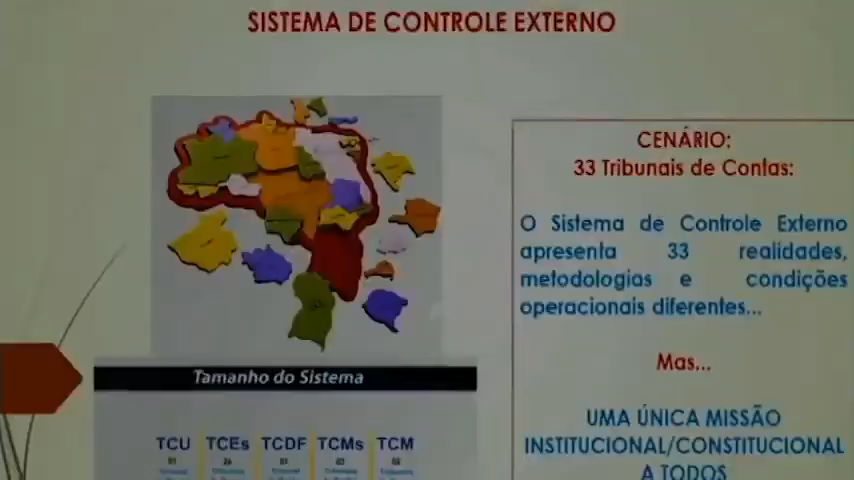 SISTEMA DE CONTROLE EXTERNO
CENÁRIO:
33 Tribunais de Contas:
O Sistema de Controle Externo
apresenta 33 realidades,
metodologias e condições
operacionais diferentes...
Mas...
UMA ÚNICA MISSÃO
INSTITUCIONAL/CONSTITUCIONAL
A TODOS
Tamanho do Sistema
TCU TCEs TCDF TCMs TCM